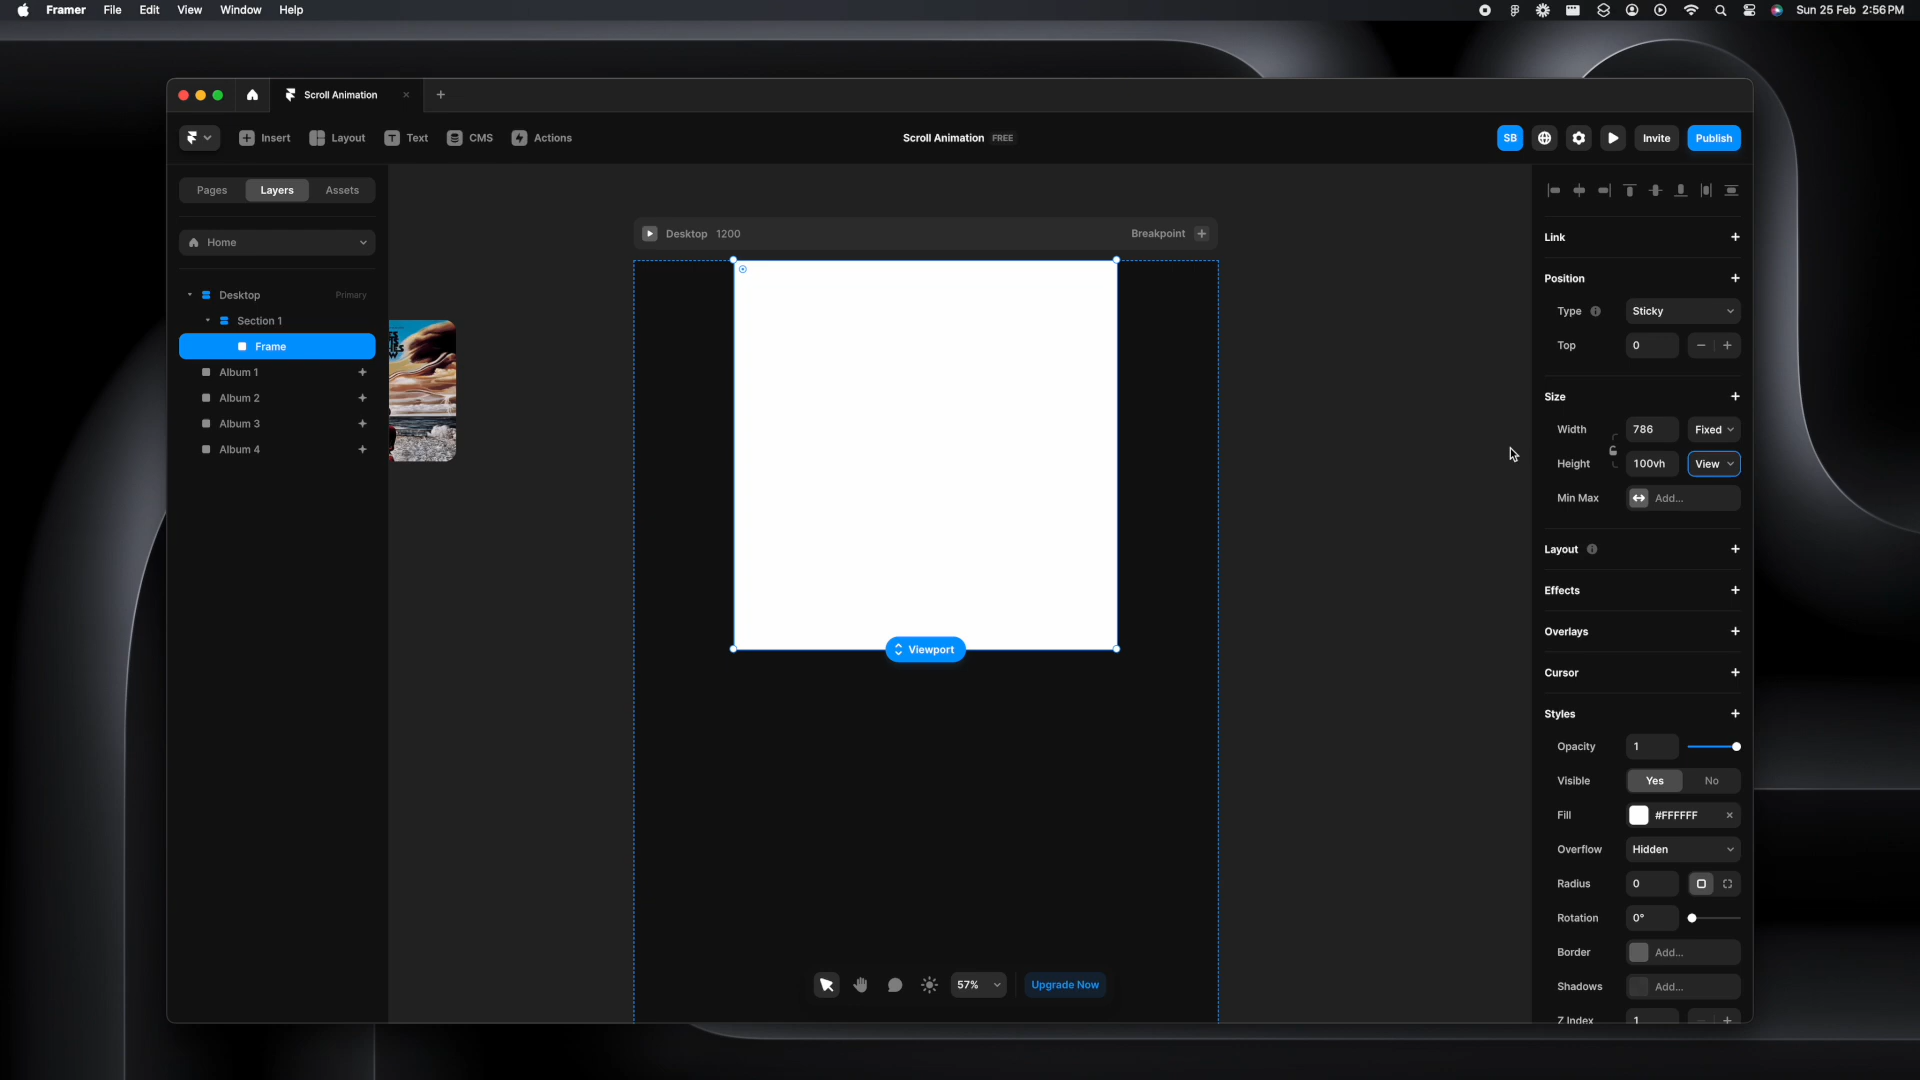 Framer File Edit View Window Help
Sun 25 Feb 2:56 PM
Scroll Animation
Insert Layout Text CMS Actions
Scroll Animation FREE
SB Invite Publish
Pages Layers Assets
Home
Desktop Primary
Section 1
Frame
Album 1
Album 2
Album 3
Album 4
Desktop 1200
Breakpoint
Viewport
57% Upgrade Now
Link
Position
Type Sticky
Top 0
Size
Width 786 Fixed
Height 100vh View
Min Max Add...
Layout
Effects
Overlays
Cursor
Styles
Opacity 1
Visible Yes No
Fill #FFFFFF
Overflow Hidden
Radius 0
Rotation 0°
Border Add...
Shadows Add...
Z Index 1